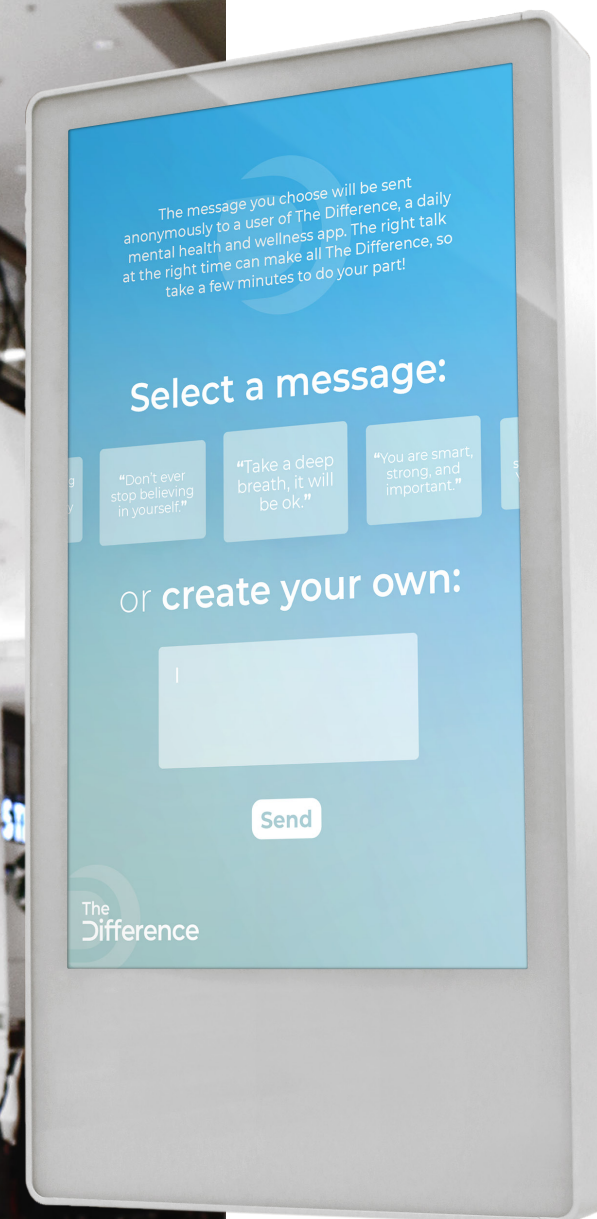 The message you choose will be sent
anonymously to a user of The Difference, a daily
mental health and wellness app. The right talk
at the right time can make all The Difference, so
take a few minutes to do your part!
Select a message:
“Don’t ever
stop believing
in yourself.”
“Take a deep
breath, it will
be ok.”
“You are smart,
strong, and
important.”
or create your own:
Send
The
Difference